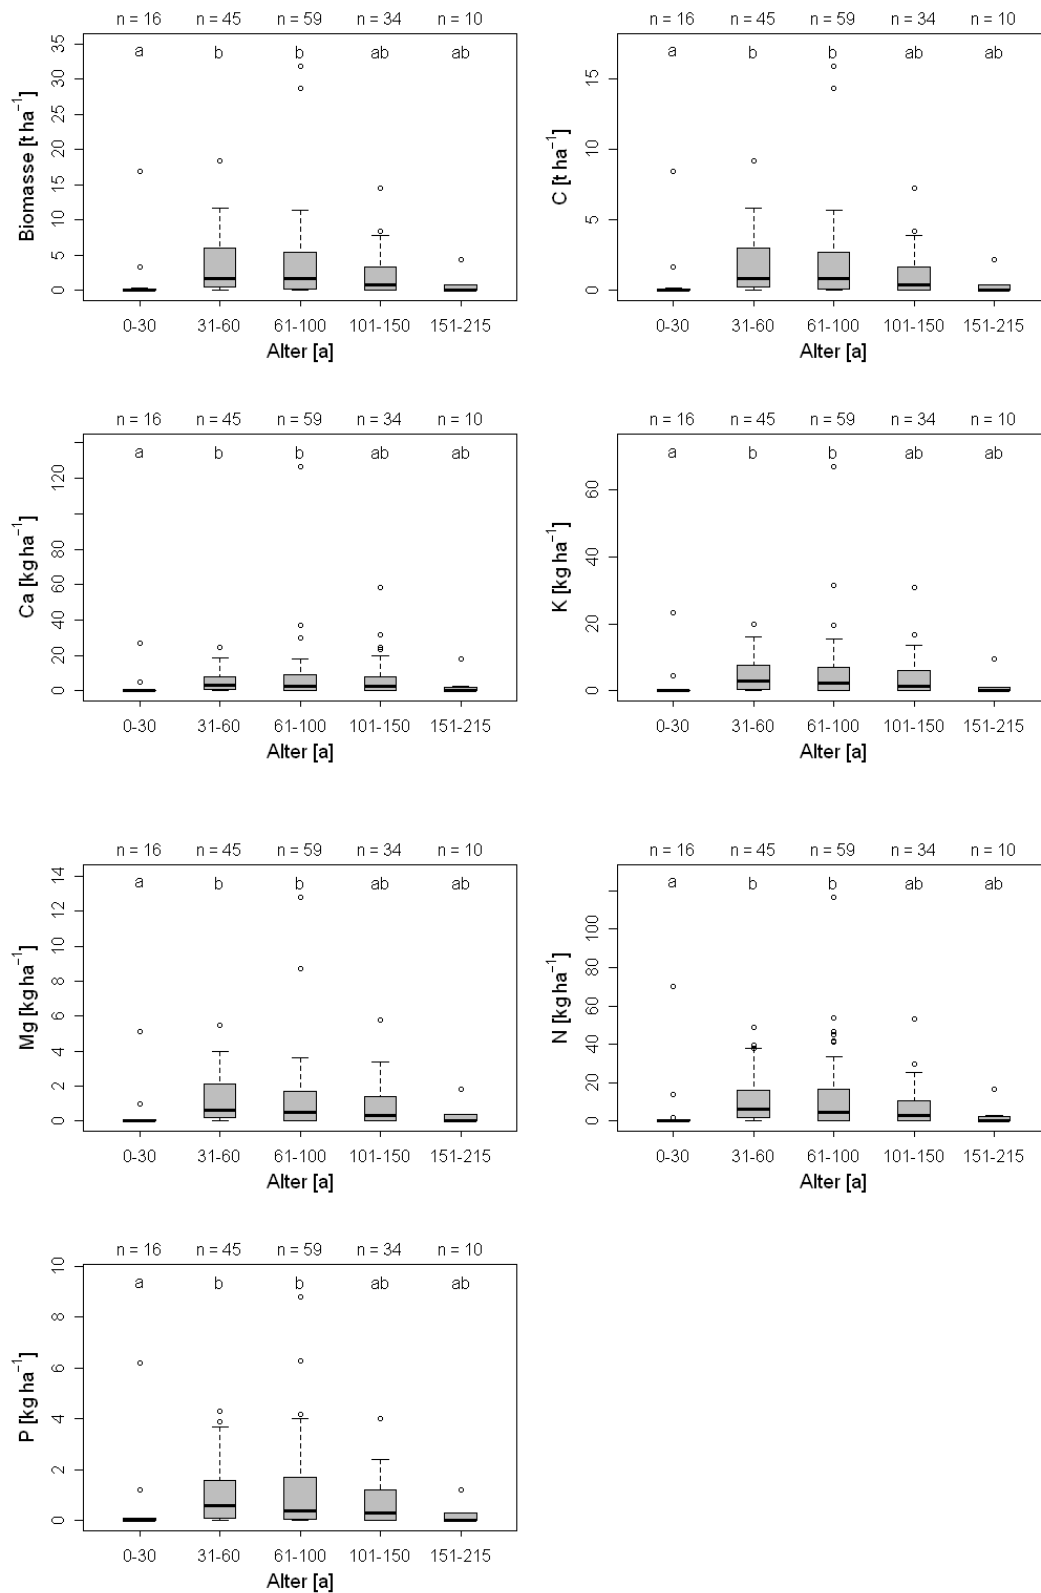 n = 16 n = 45 n = 59 n = 34 n = 10
a b b ab ab
Biomasse [t ha⁻¹]
35
30
25
20
15
10
5
0
0-30 31-60 61-100 101-150 151-215
Alter [a]
n = 16 n = 45 n = 59 n = 34 n = 10
a b b ab ab
C [t ha⁻¹]
15
10
5
0
0-30 31-60 61-100 101-150 151-215
Alter [a]
n = 16 n = 45 n = 59 n = 34 n = 10
a b b ab ab
Ca [kg ha⁻¹]
120
80
60
40
20
0
0-30 31-60 61-100 101-150 151-215
Alter [a]
n = 16 n = 45 n = 59 n = 34 n = 10
a b b ab ab
K [kg ha⁻¹]
60
40
20
0
0-30 31-60 61-100 101-150 151-215
Alter [a]
n = 16 n = 45 n = 59 n = 34 n = 10
a b b ab ab
Mg [kg ha⁻¹]
14
12
10
8
6
4
2
0
0-30 31-60 61-100 101-150 151-215
Alter [a]
n = 16 n = 45 n = 59 n = 34 n = 10
a b b ab ab
N [kg ha⁻¹]
100
80
60
40
20
0
0-30 31-60 61-100 101-150 151-215
Alter [a]
n = 16 n = 45 n = 59 n = 34 n = 10
a b b ab ab
P [kg ha⁻¹]
10
8
6
4
2
0
0-30 31-60 61-100 101-150 151-215
Alter [a]